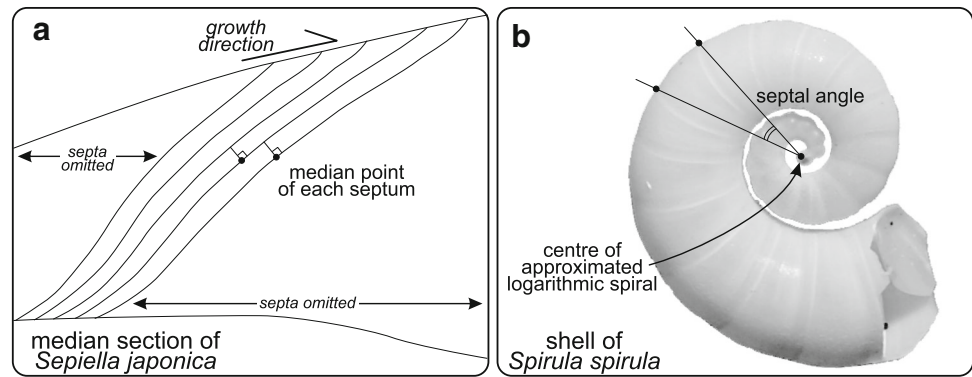 a
growth
direction
septa
omitted
median point
of each septum
septa omitted
median section of
Sepiella japonica
b
septal angle
centre of
approximated
logarithmic spiral
shell of
Spirula spirula